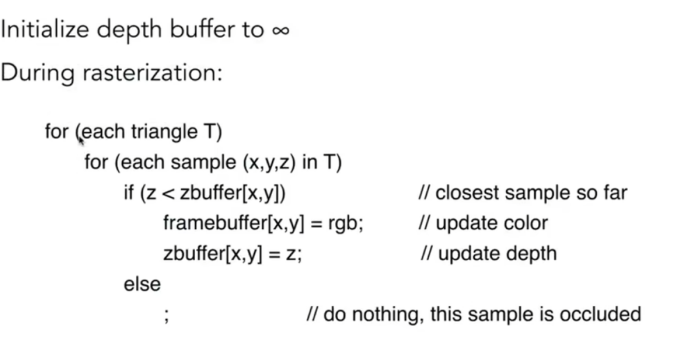 Initialize depth buffer to ∞
During rasterization:
for (each triangle T)
for (each sample (x,y,z) in T)
if (z < zbuffer[x,y]) // closest sample so far
framebuffer[x,y] = rgb; // update color
zbuffer[x,y] = z; // update depth
else
; // do nothing, this sample is occluded